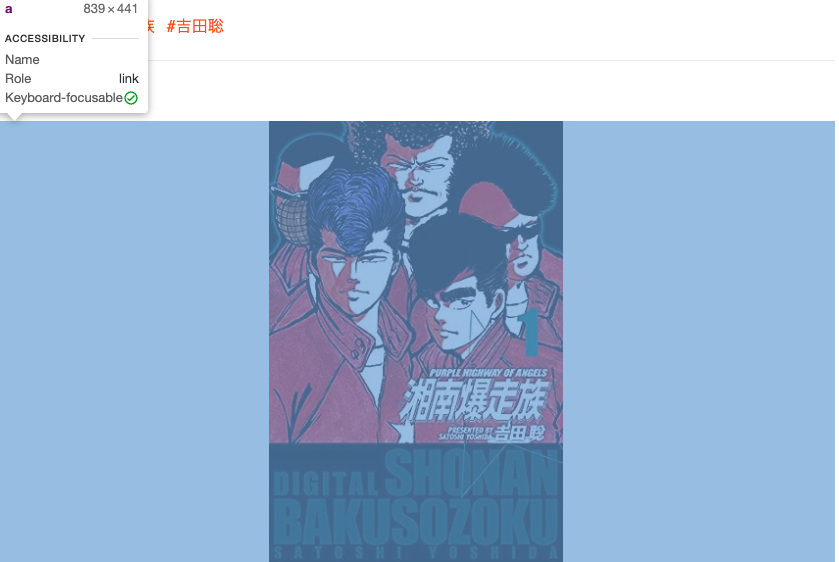 a 839 × 441
族 #吉田聡
ACCESSIBILITY
Name
Role link
Keyboard-focusable
1
PURPLE HIGHWAY OF ANGELS
湘南爆走族
PRESENTED BY
SATOSHI YOSHIDA 吉田聡
DIGITAL SHONAN
BAKUSOZOKU
SATOSHI YOSHIDA